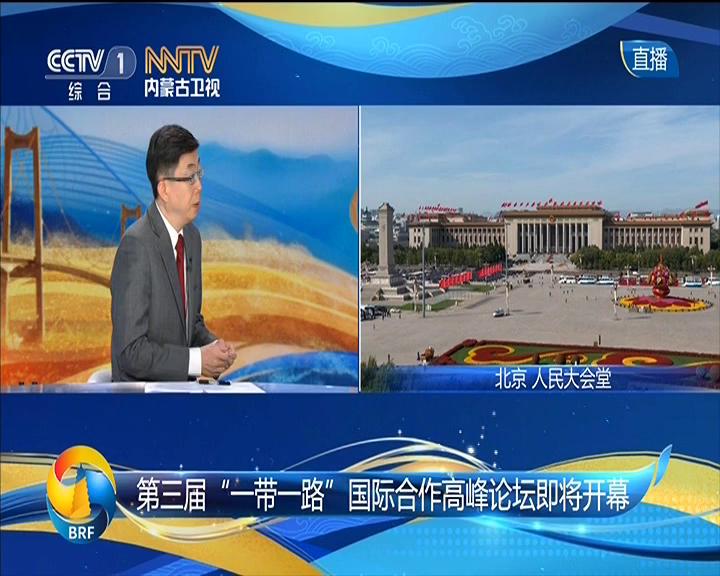 CCTV 1 NNTV
综合 内蒙古卫视
直播
北京 人民大会堂
第三届“一带一路”国际合作高峰论坛即将开幕
BRF